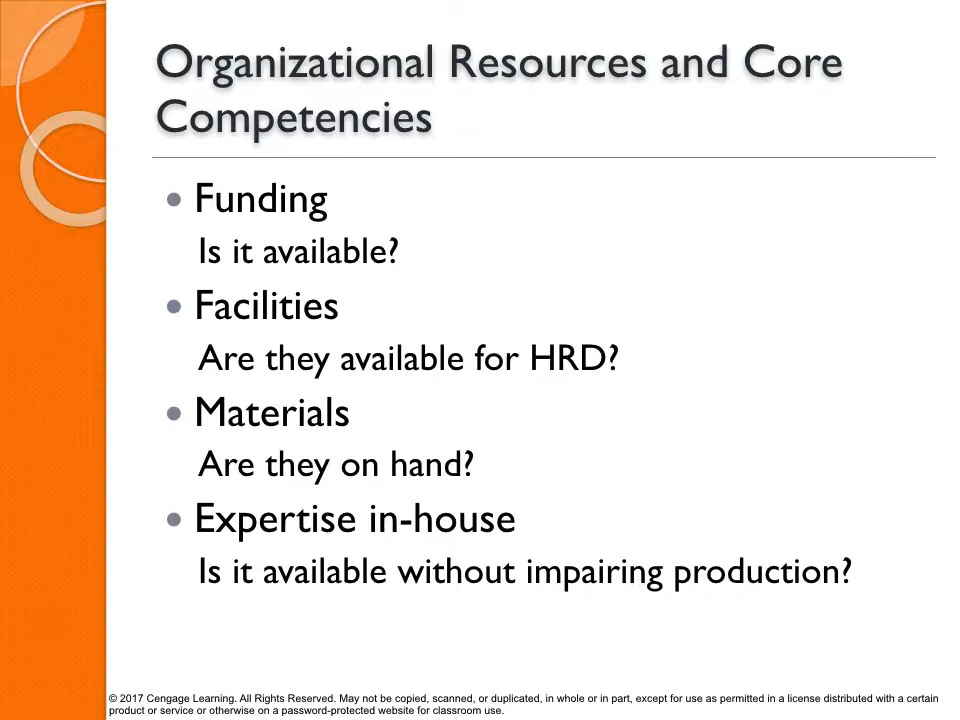 Organizational Resources and Core
Competencies
• Funding
Is it available?
• Facilities
Are they available for HRD?
• Materials
Are they on hand?
• Expertise in-house
Is it available without impairing production?
© 2017 Cengage Learning. All Rights Reserved. May not be copied, scanned, or duplicated, in whole or in part, except for use as permitted in a license distributed with a certain
product or service or otherwise on a password-protected website for classroom use.